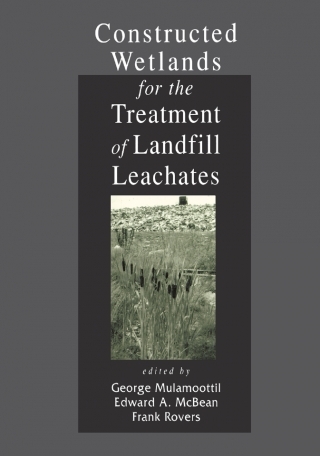 Constructed
Wetlands
for the
Treatment
of Landfill
Leachates
edited by
George Mulamoottil
Edward A. McBean
Frank Rovers